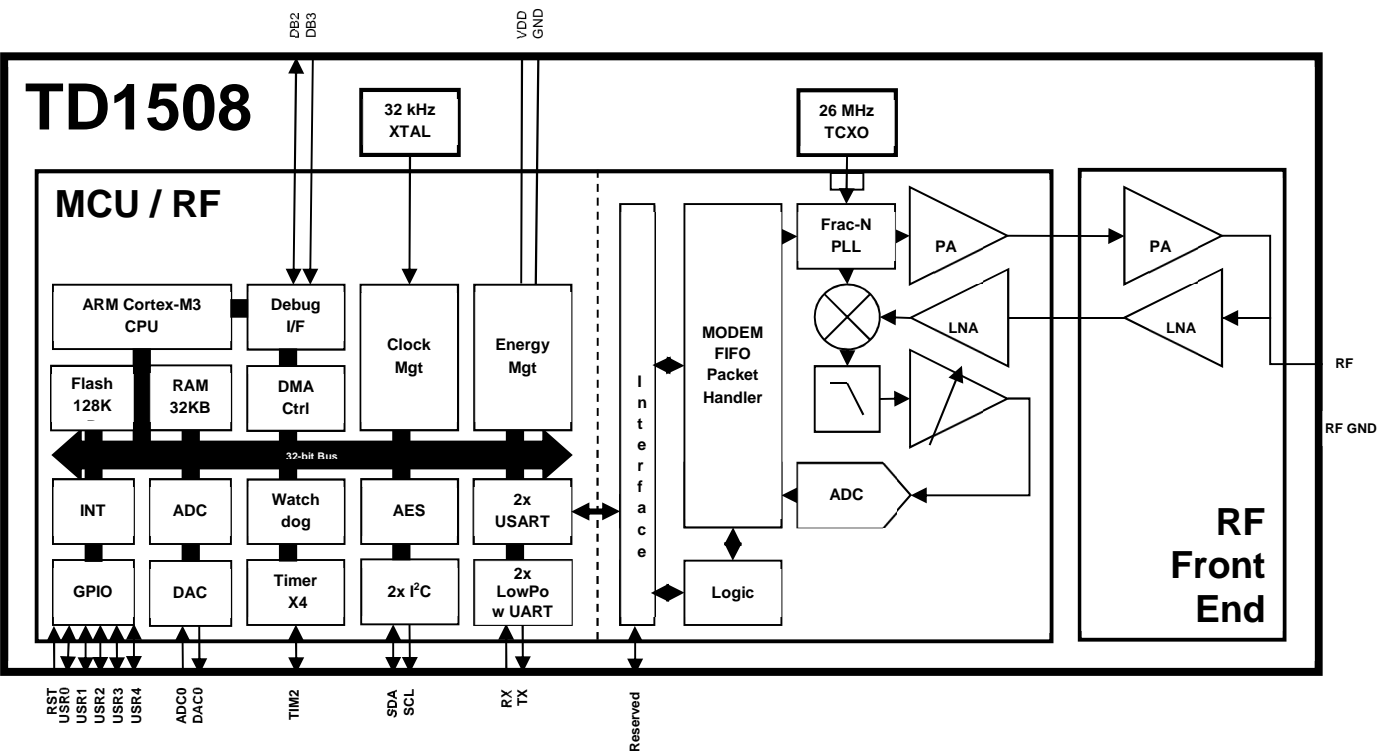 DB2
DB3
VDD
GND
TD1508
32 kHz
XTAL
26 MHz
TCXO
MCU / RF
Frac-N
PLL
PA
PA
ARM Cortex-M3
CPU
Debug
I/F
Clock
Mgt
Energy
Mgt
LNA
LNA
MODEM
FIFO
Packet
Handler
Interface
Flash
128K
RAM
32KB
DMA
Ctrl
RF
RF GND
32-bit Bus
INT
ADC
Watch
dog
AES
2x
USART
ADC
RF
Front
End
GPIO
DAC
Timer
X4
2x I²C
2x
LowPo
w UART
Logic
RST
USR0
USR1
USR2
USR3
USR4
ADC0
DAC0
TIM2
SDA
SCL
RX
TX
Reserved